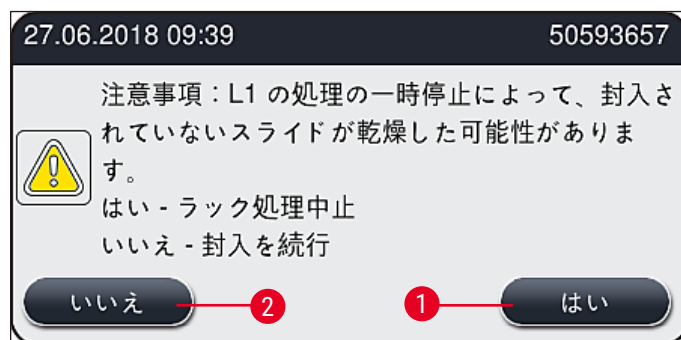 27.06.2018 09:39 50593657
注意事項：L1 の処理の一時停止によって、封入さ
れていないスライドが乾燥した可能性がありま
す。
はい - ラック処理中止
いいえ - 封入を続行
いいえ 2 1 はい